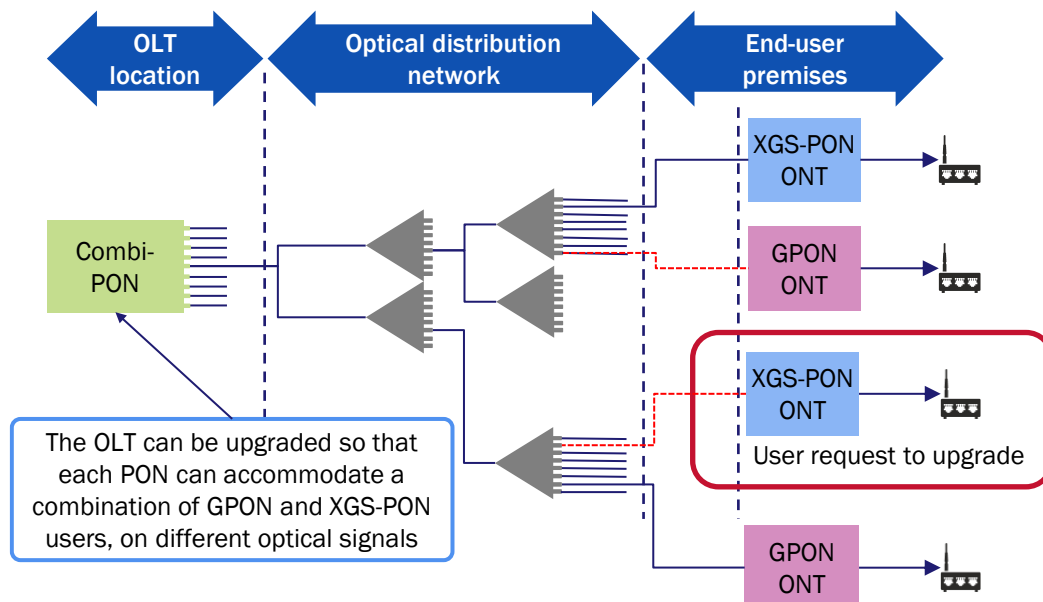 OLT
location
Optical distribution
network
End-user
premises
XGS-PON
ONT
Combi-
PON
GPON
ONT
XGS-PON
ONT
User request to upgrade
The OLT can be upgraded so that
each PON can accommodate a
combination of GPON and XGS-PON
users, on different optical signals
GPON
ONT